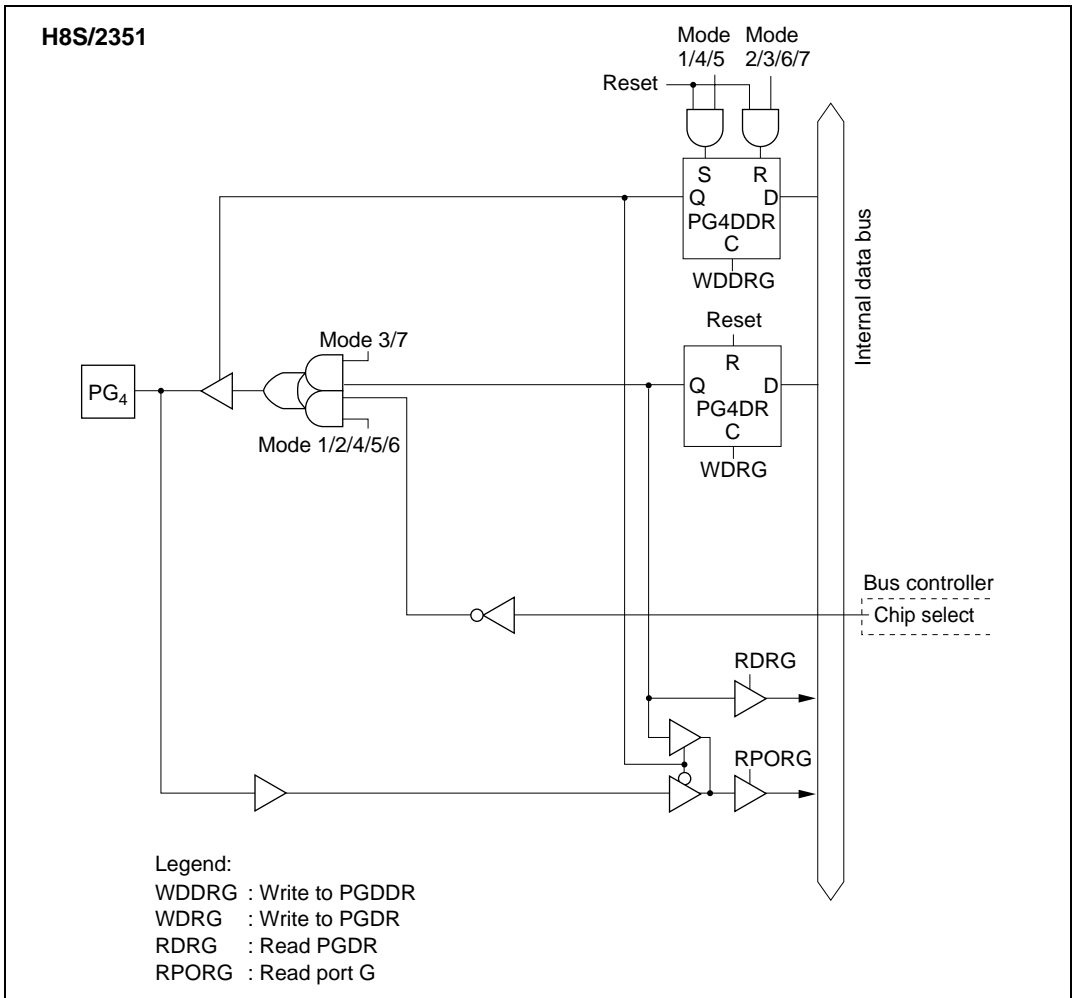 H8S/2351
Mode 1/4/5
Mode 2/3/6/7
Reset
S R
Q D
PG4DDR
C
WDDRG
Internal data bus
Reset
R
Q D
PG4DR
C
WDRG
Mode 3/7
PG4
Mode 1/2/4/5/6
Bus controller
Chip select
RDRG
RPORG
Legend:
WDDRG : Write to PGDDR
WDRG : Write to PGDR
RDRG : Read PGDR
RPORG : Read port G